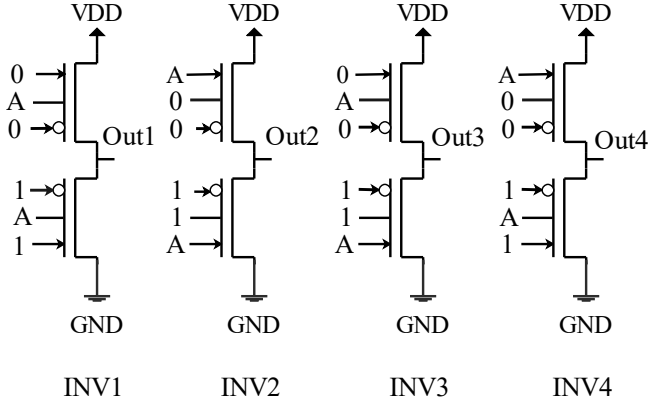 VDD VDD VDD VDD
0 A 0 A
A 0 A 0
0 0 0 0
Out1 Out2 Out3 Out4
1 1 1 1
A 1 1 A
1 A A 1
GND GND GND GND
INV1 INV2 INV3 INV4